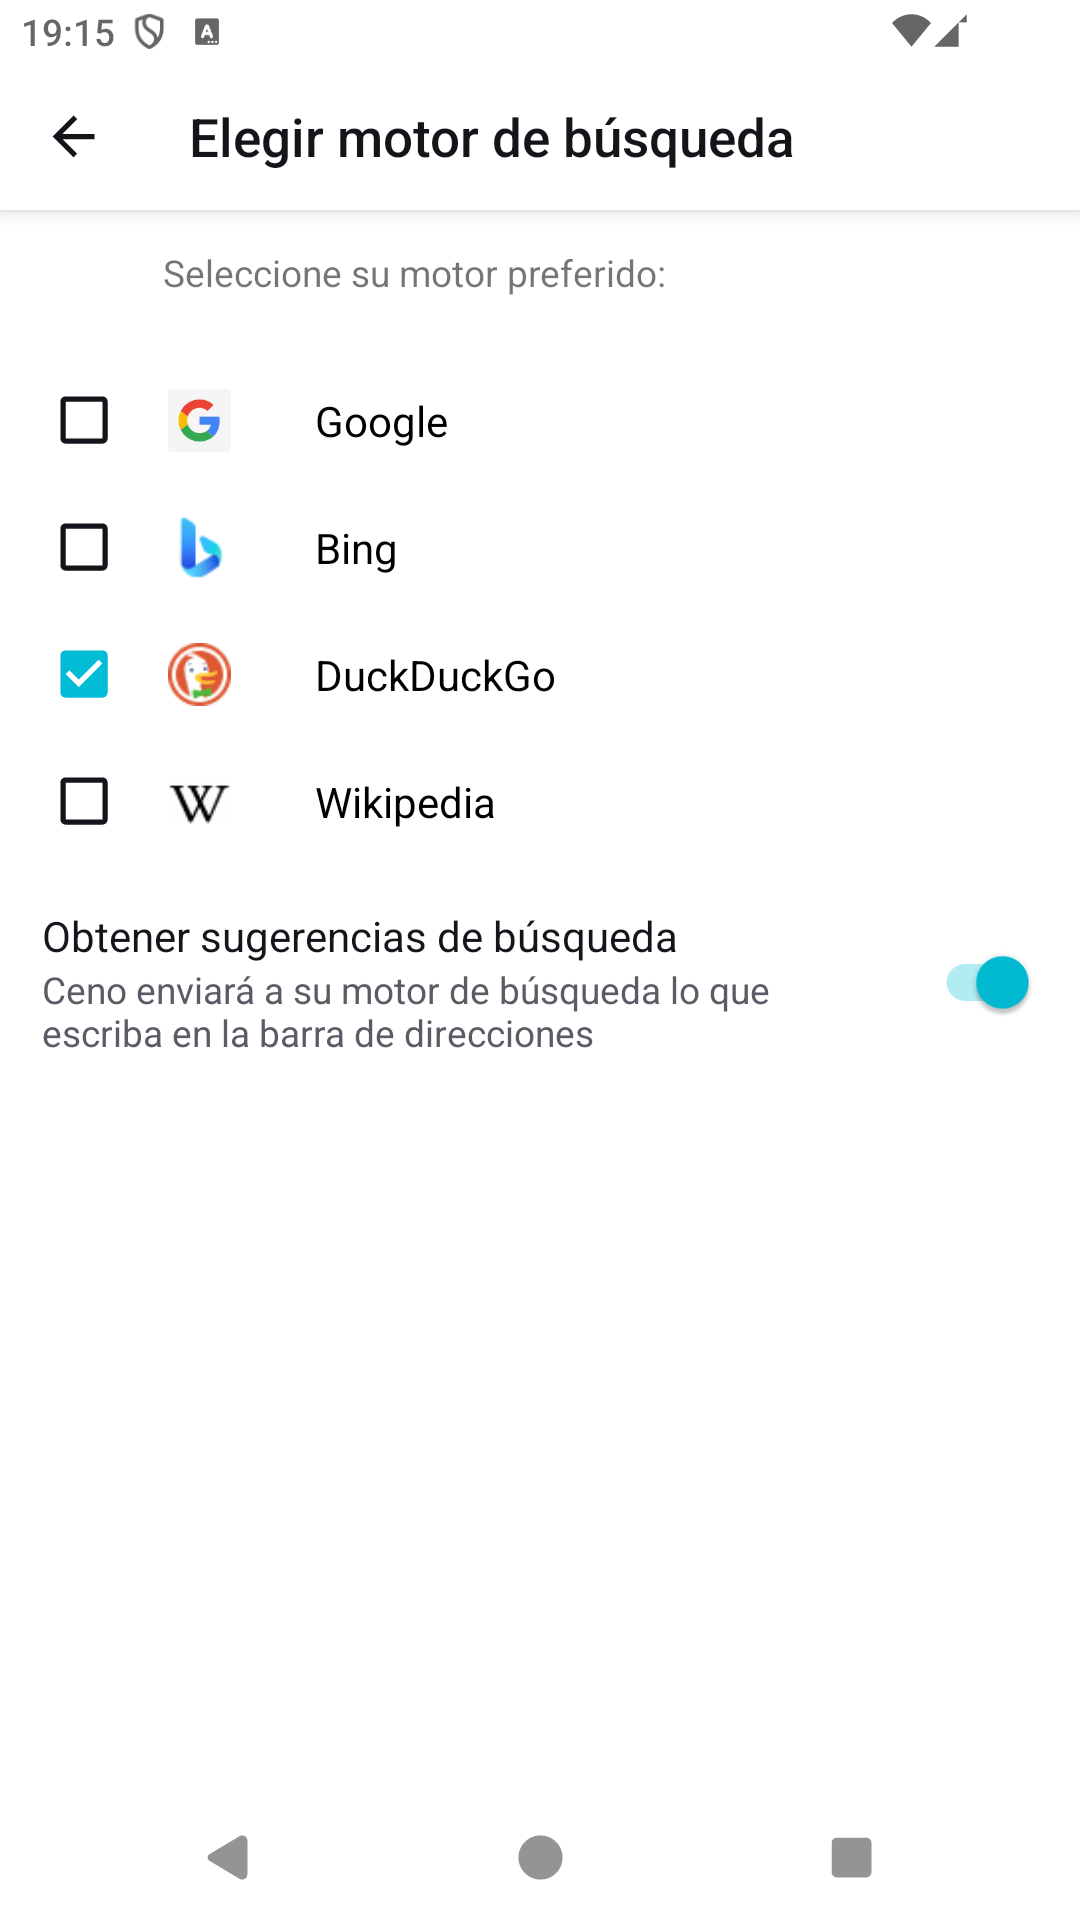 19:15
Elegir motor de búsqueda
Seleccione su motor preferido:
Google
Bing
DuckDuckGo
Wikipedia
Obtener sugerencias de búsqueda
Ceno enviará a su motor de búsqueda lo que
escriba en la barra de direcciones